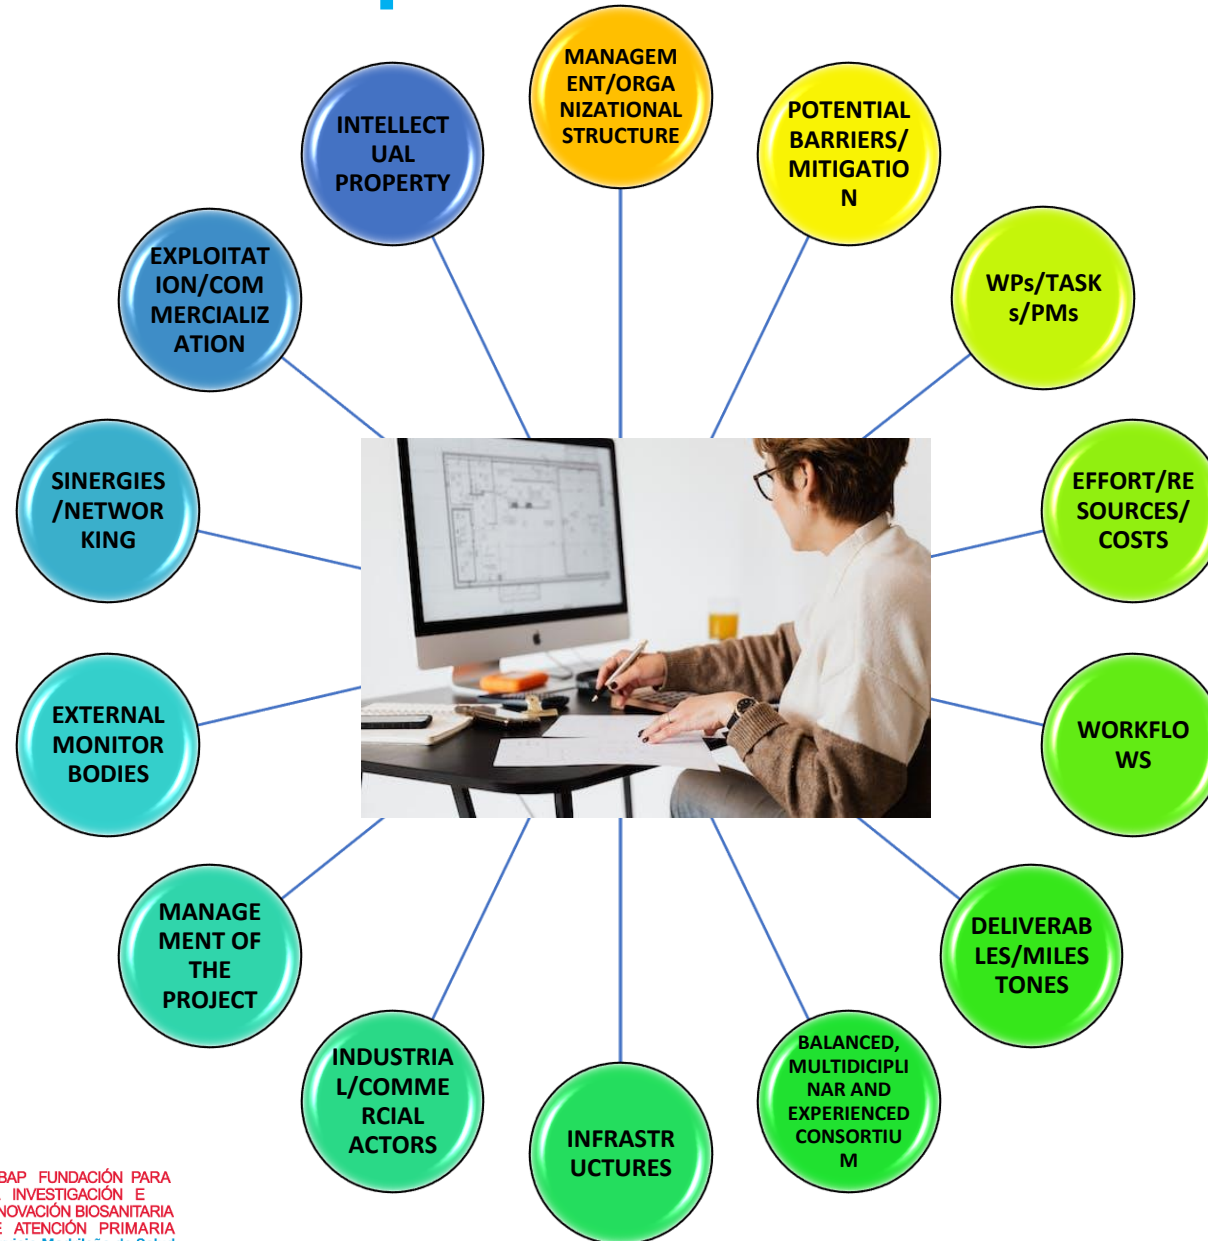 MANAGEM
ENT/ORGA
NIZATIONAL
STRUCTURE
POTENTIAL
BARRIERS/
MITIGATIO
N
WPs/TASK
s/PMs
EFFORT/RE
SOURCES/
COSTS
WORKFLO
WS
DELIVERAB
LES/MILES
TONES
BALANCED,
MULTIDICIPLI
NAR AND
EXPERIENCED
CONSORTIU
M
INFRASTR
UCTURES
INDUSTRIA
L/COMME
RCIAL
ACTORS
MANAGE
MENT OF
THE
PROJECT
EXTERNAL
MONITOR
BODIES
SINERGIES
/NETWOR
KING
EXPLOITAT
ION/COM
MERCIALIZ
ATION
INTELLECT
UAL
PROPERTY
BAP FUNDACIÓN PARA
INVESTIGACIÓN E
NOVACIÓN BIOSANITARIA
E ATENCIÓN PRIMARIA